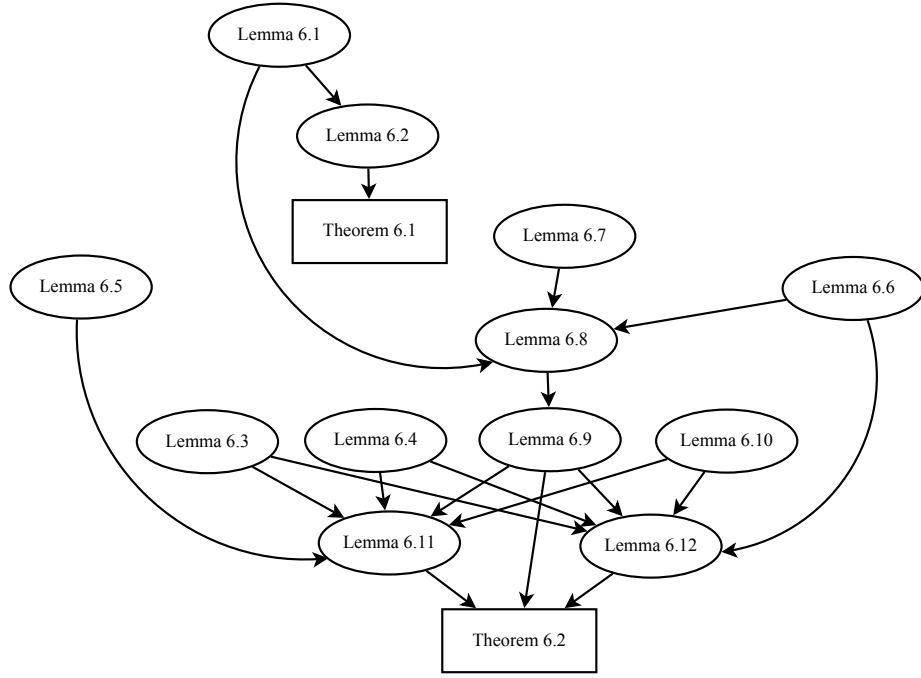 Lemma 6.1
Lemma 6.2
Theorem 6.1
Lemma 6.7
Lemma 6.5
Lemma 6.6
Lemma 6.8
Lemma 6.3
Lemma 6.4
Lemma 6.9
Lemma 6.10
Lemma 6.11
Lemma 6.12
Theorem 6.2